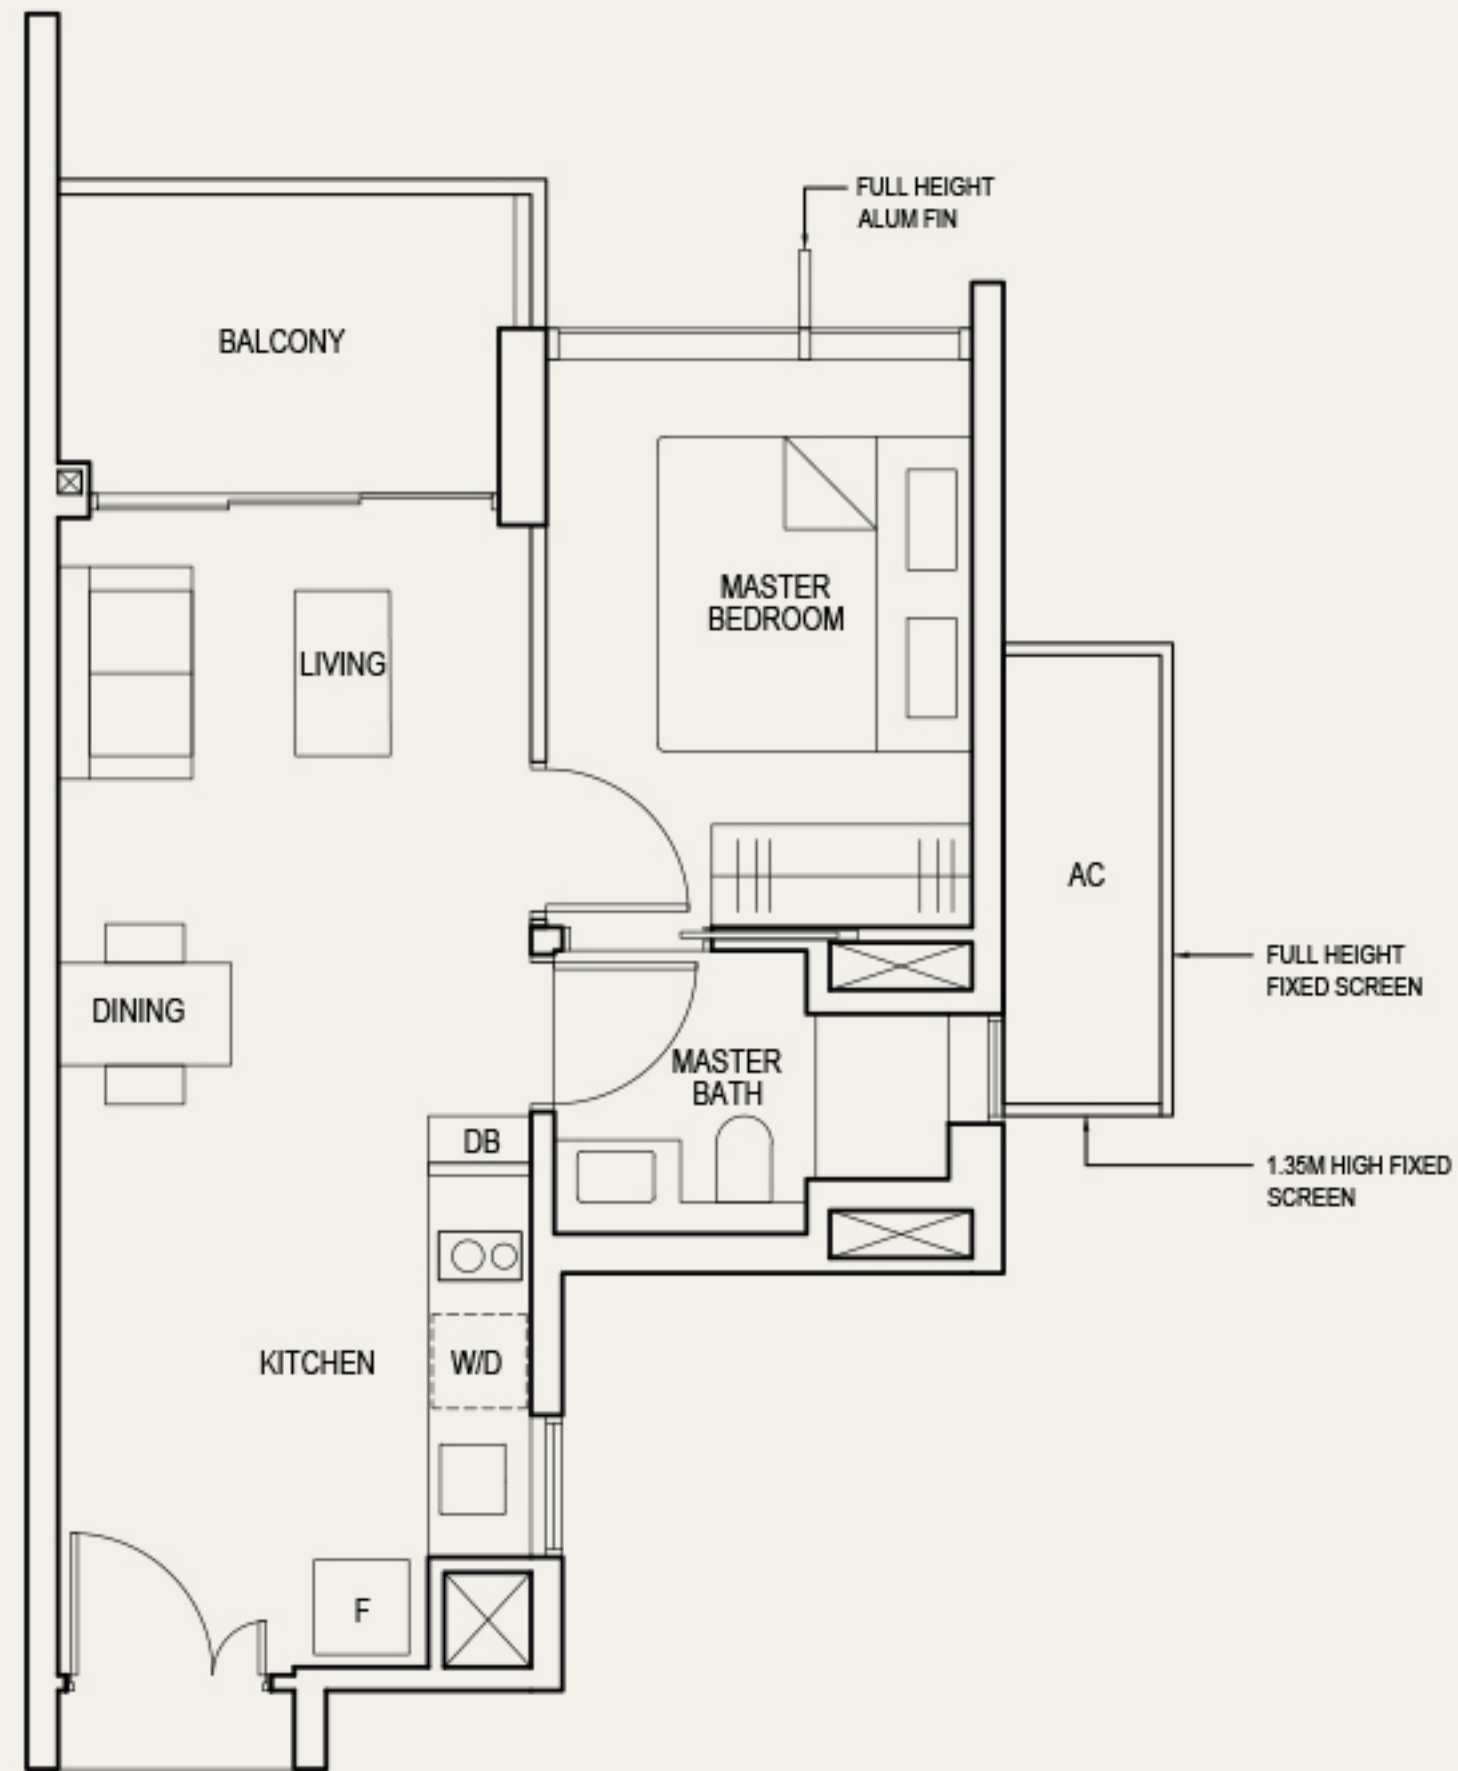 FULL HEIGHT
ALUM FIN
BALCONY
MASTER
BEDROOM
LIVING
AC
FULL HEIGHT
FIXED SCREEN
DINING
MASTER
BATH
DB
1.35M HIGH FIXED
SCREEN
KITCHEN
W/D
F